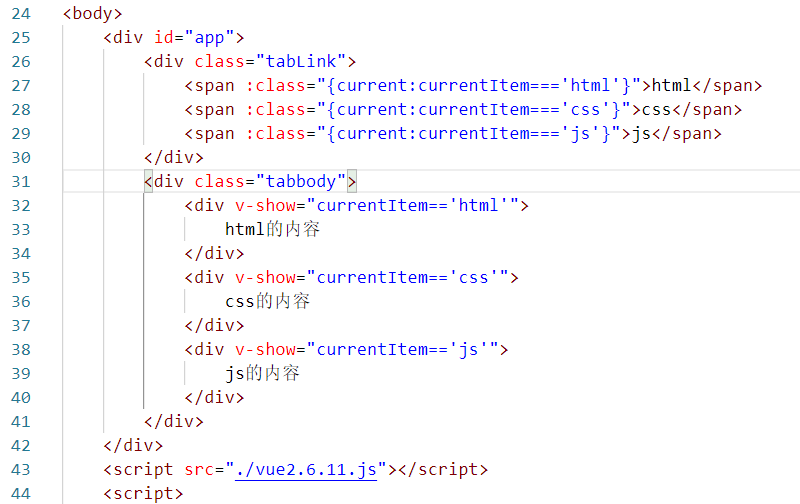 24 <body>
25 <div id="app">
26 <div class="tabLink">
27 <span :class="{current:currentItem==='html'}">html</span>
28 <span :class="{current:currentItem==='css'}">css</span>
29 <span :class="{current:currentItem==='js'}">js</span>
30 </div>
31 <div class="tabbody">
32 <div v-show="currentItem=='html'">
33 html的内容
34 </div>
35 <div v-show="currentItem=='css'">
36 css的内容
37 </div>
38 <div v-show="currentItem=='js'">
39 js的内容
40 </div>
41 </div>
42 </div>
43 <script src="./vue2.6.11.js"></script>
44 <script>